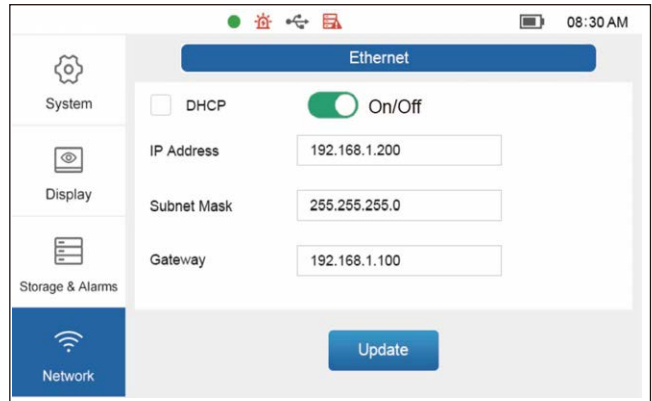 08:30 AM
Ethernet
System
DHCP
On/Off
IP Address
192.168.1.200
Display
Subnet Mask
255.255.255.0
Storage & Alarms
Gateway
192.168.1.100
Network
Update